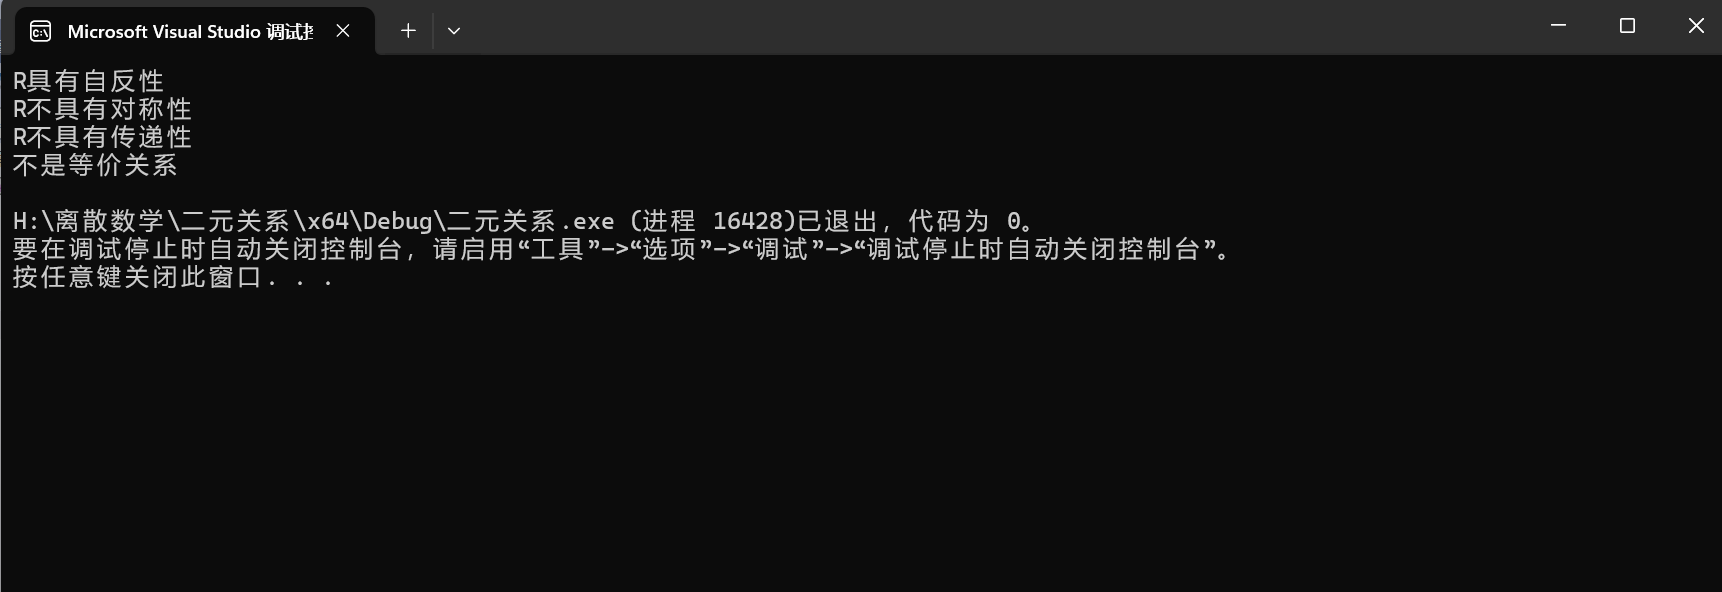 Microsoft Visual Studio 调试
R具有自反性
R不具有对称性
R不具有传递性
不是等价关系
H:\离散数学\二元关系\x64\Debug\二元关系.exe (进程 16428)已退出，代码为 0。
要在调试停止时自动关闭控制台，请启用“工具”->“选项”->“调试”->“调试停止时自动关闭控制台”。
按任意键关闭此窗口. . .